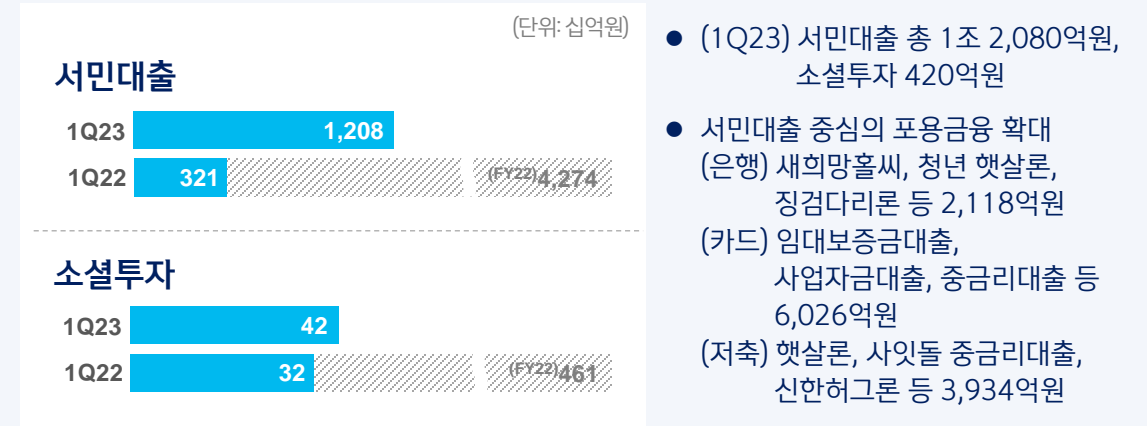 (단위: 십억원)
서민대출
1Q23 1,208
1Q22 321 (FY22)4,274
소셜투자
1Q23 42
1Q22 32 (FY22)461
● (1Q23) 서민대출 총 1조 2,080억원,
소셜투자 420억원
● 서민대출 중심의 포용금융 확대
(은행) 새희망홀씨, 청년 햇살론,
징검다리론 등 2,118억원
(카드) 임대보증금대출,
사업자금대출, 중금리대출 등
6,026억원
(저축) 햇살론, 사잇돌 중금리대출,
신한허그론 등 3,934억원